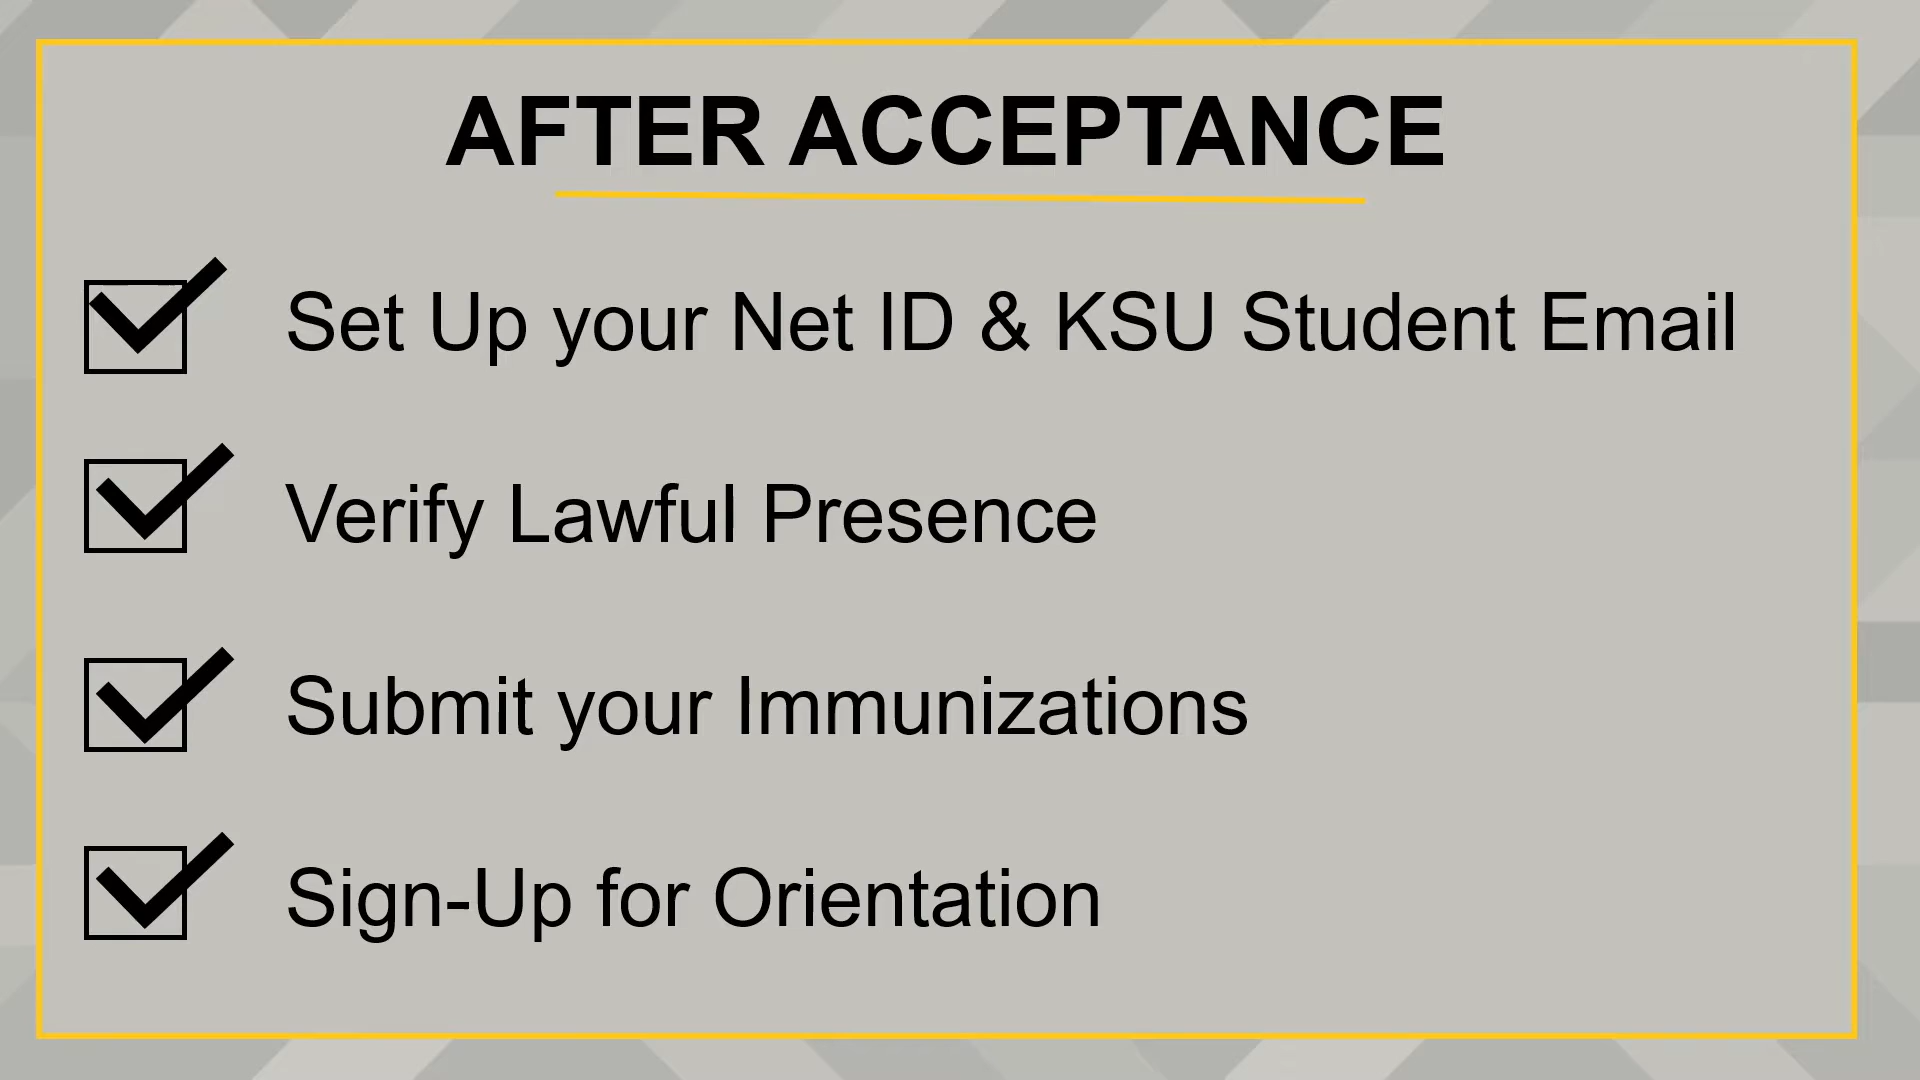 AFTER ACCEPTANCE
Set Up your Net ID & KSU Student Email
Verify Lawful Presence
Submit your Immunizations
Sign-Up for Orientation